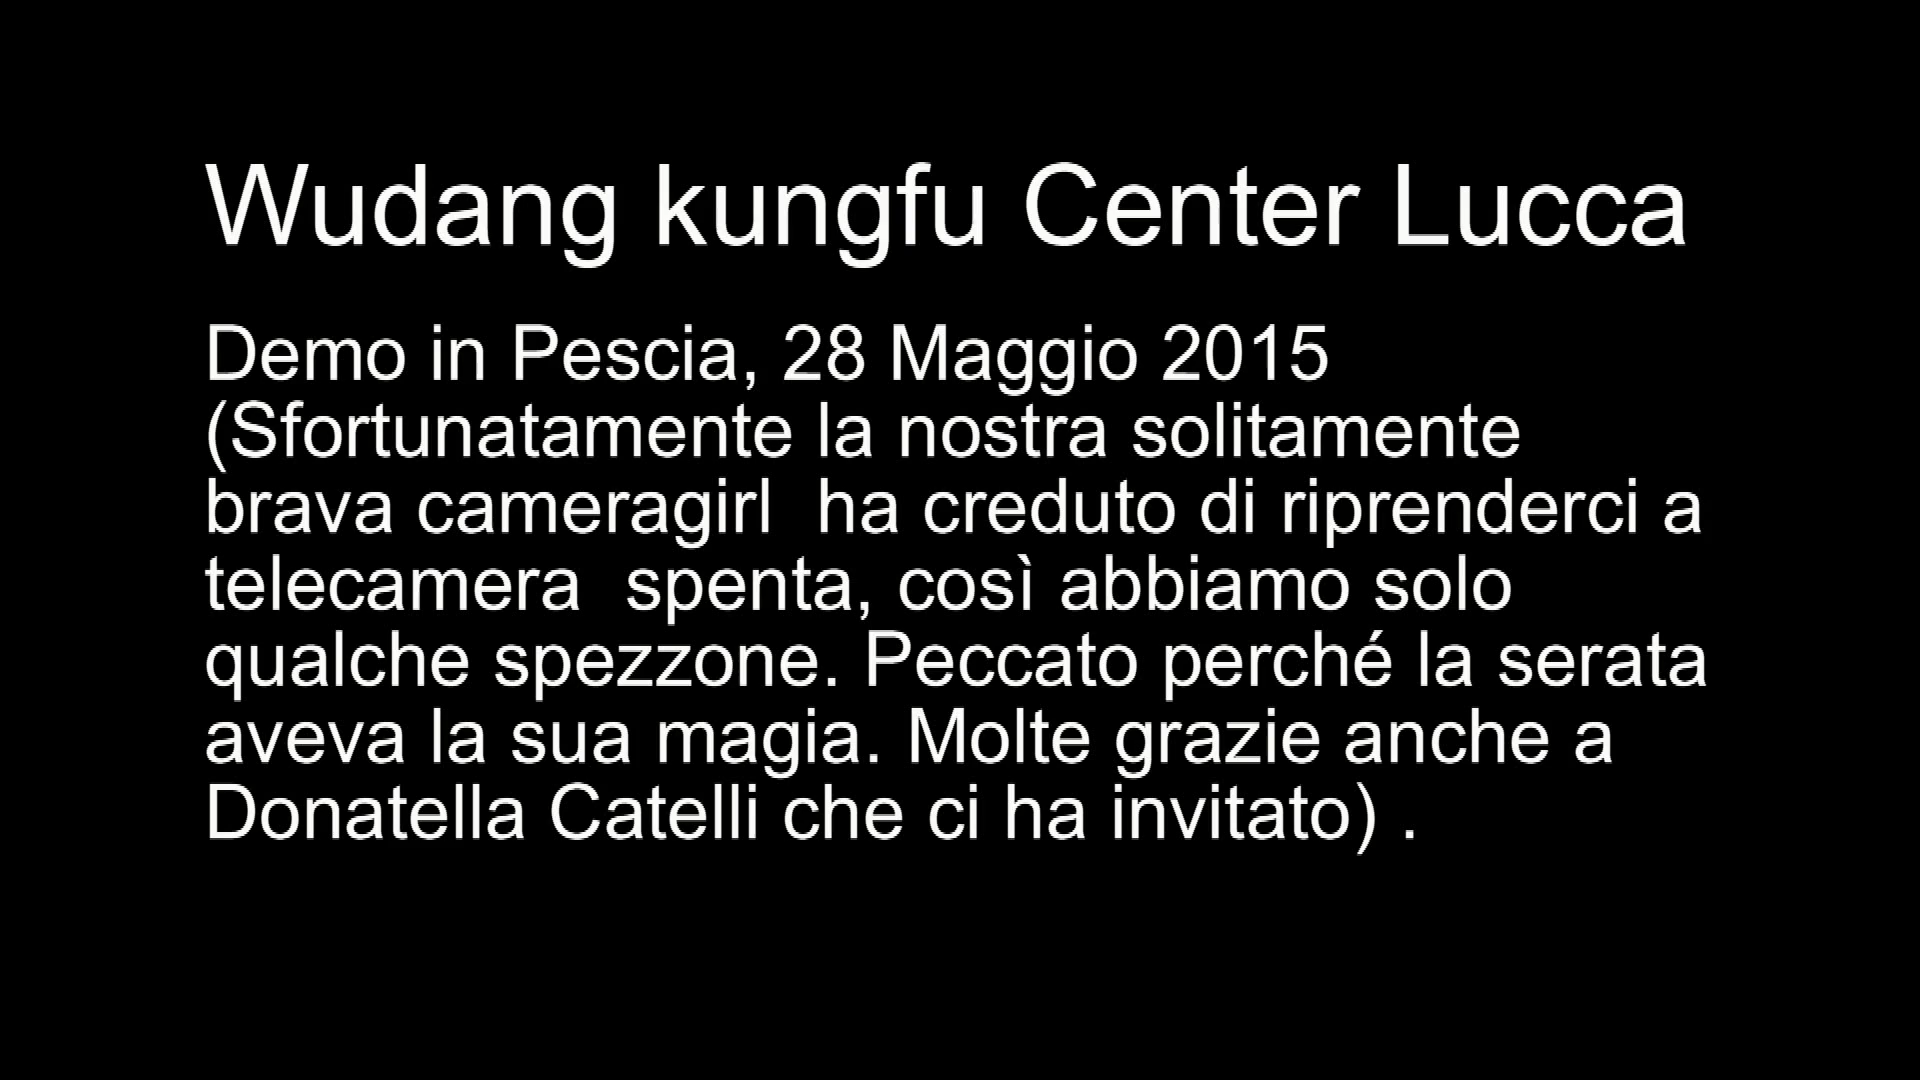 Wudang kungfu Center Lucca
Demo in Pescia, 28 Maggio 2015
(Sfortunatamente la nostra solitamente
brava cameragirl  ha creduto di riprenderci a
telecamera  spenta, così abbiamo solo
qualche spezzone. Peccato perché la serata
aveva la sua magia. Molte grazie anche a
Donatella Catelli che ci ha invitato) .